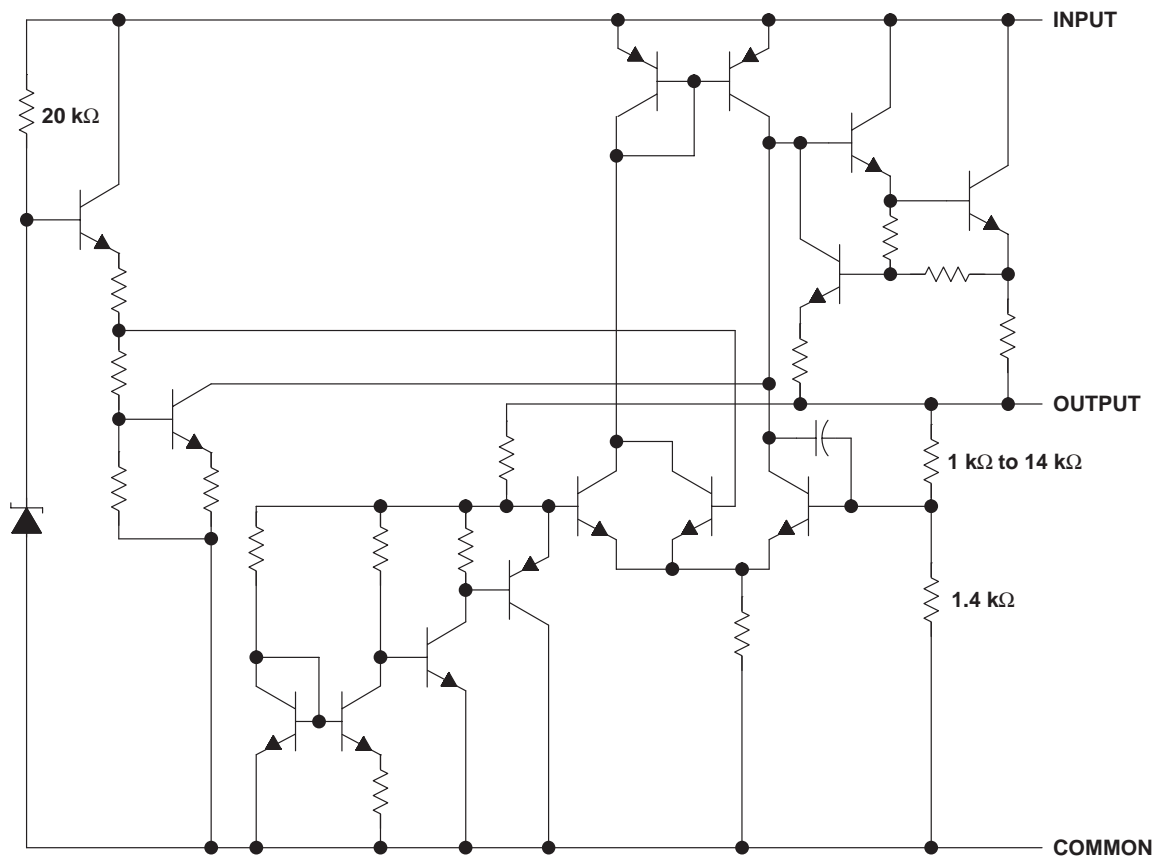 INPUT
20 kΩ
OUTPUT
1 kΩ to 14 kΩ
1.4 kΩ
COMMON